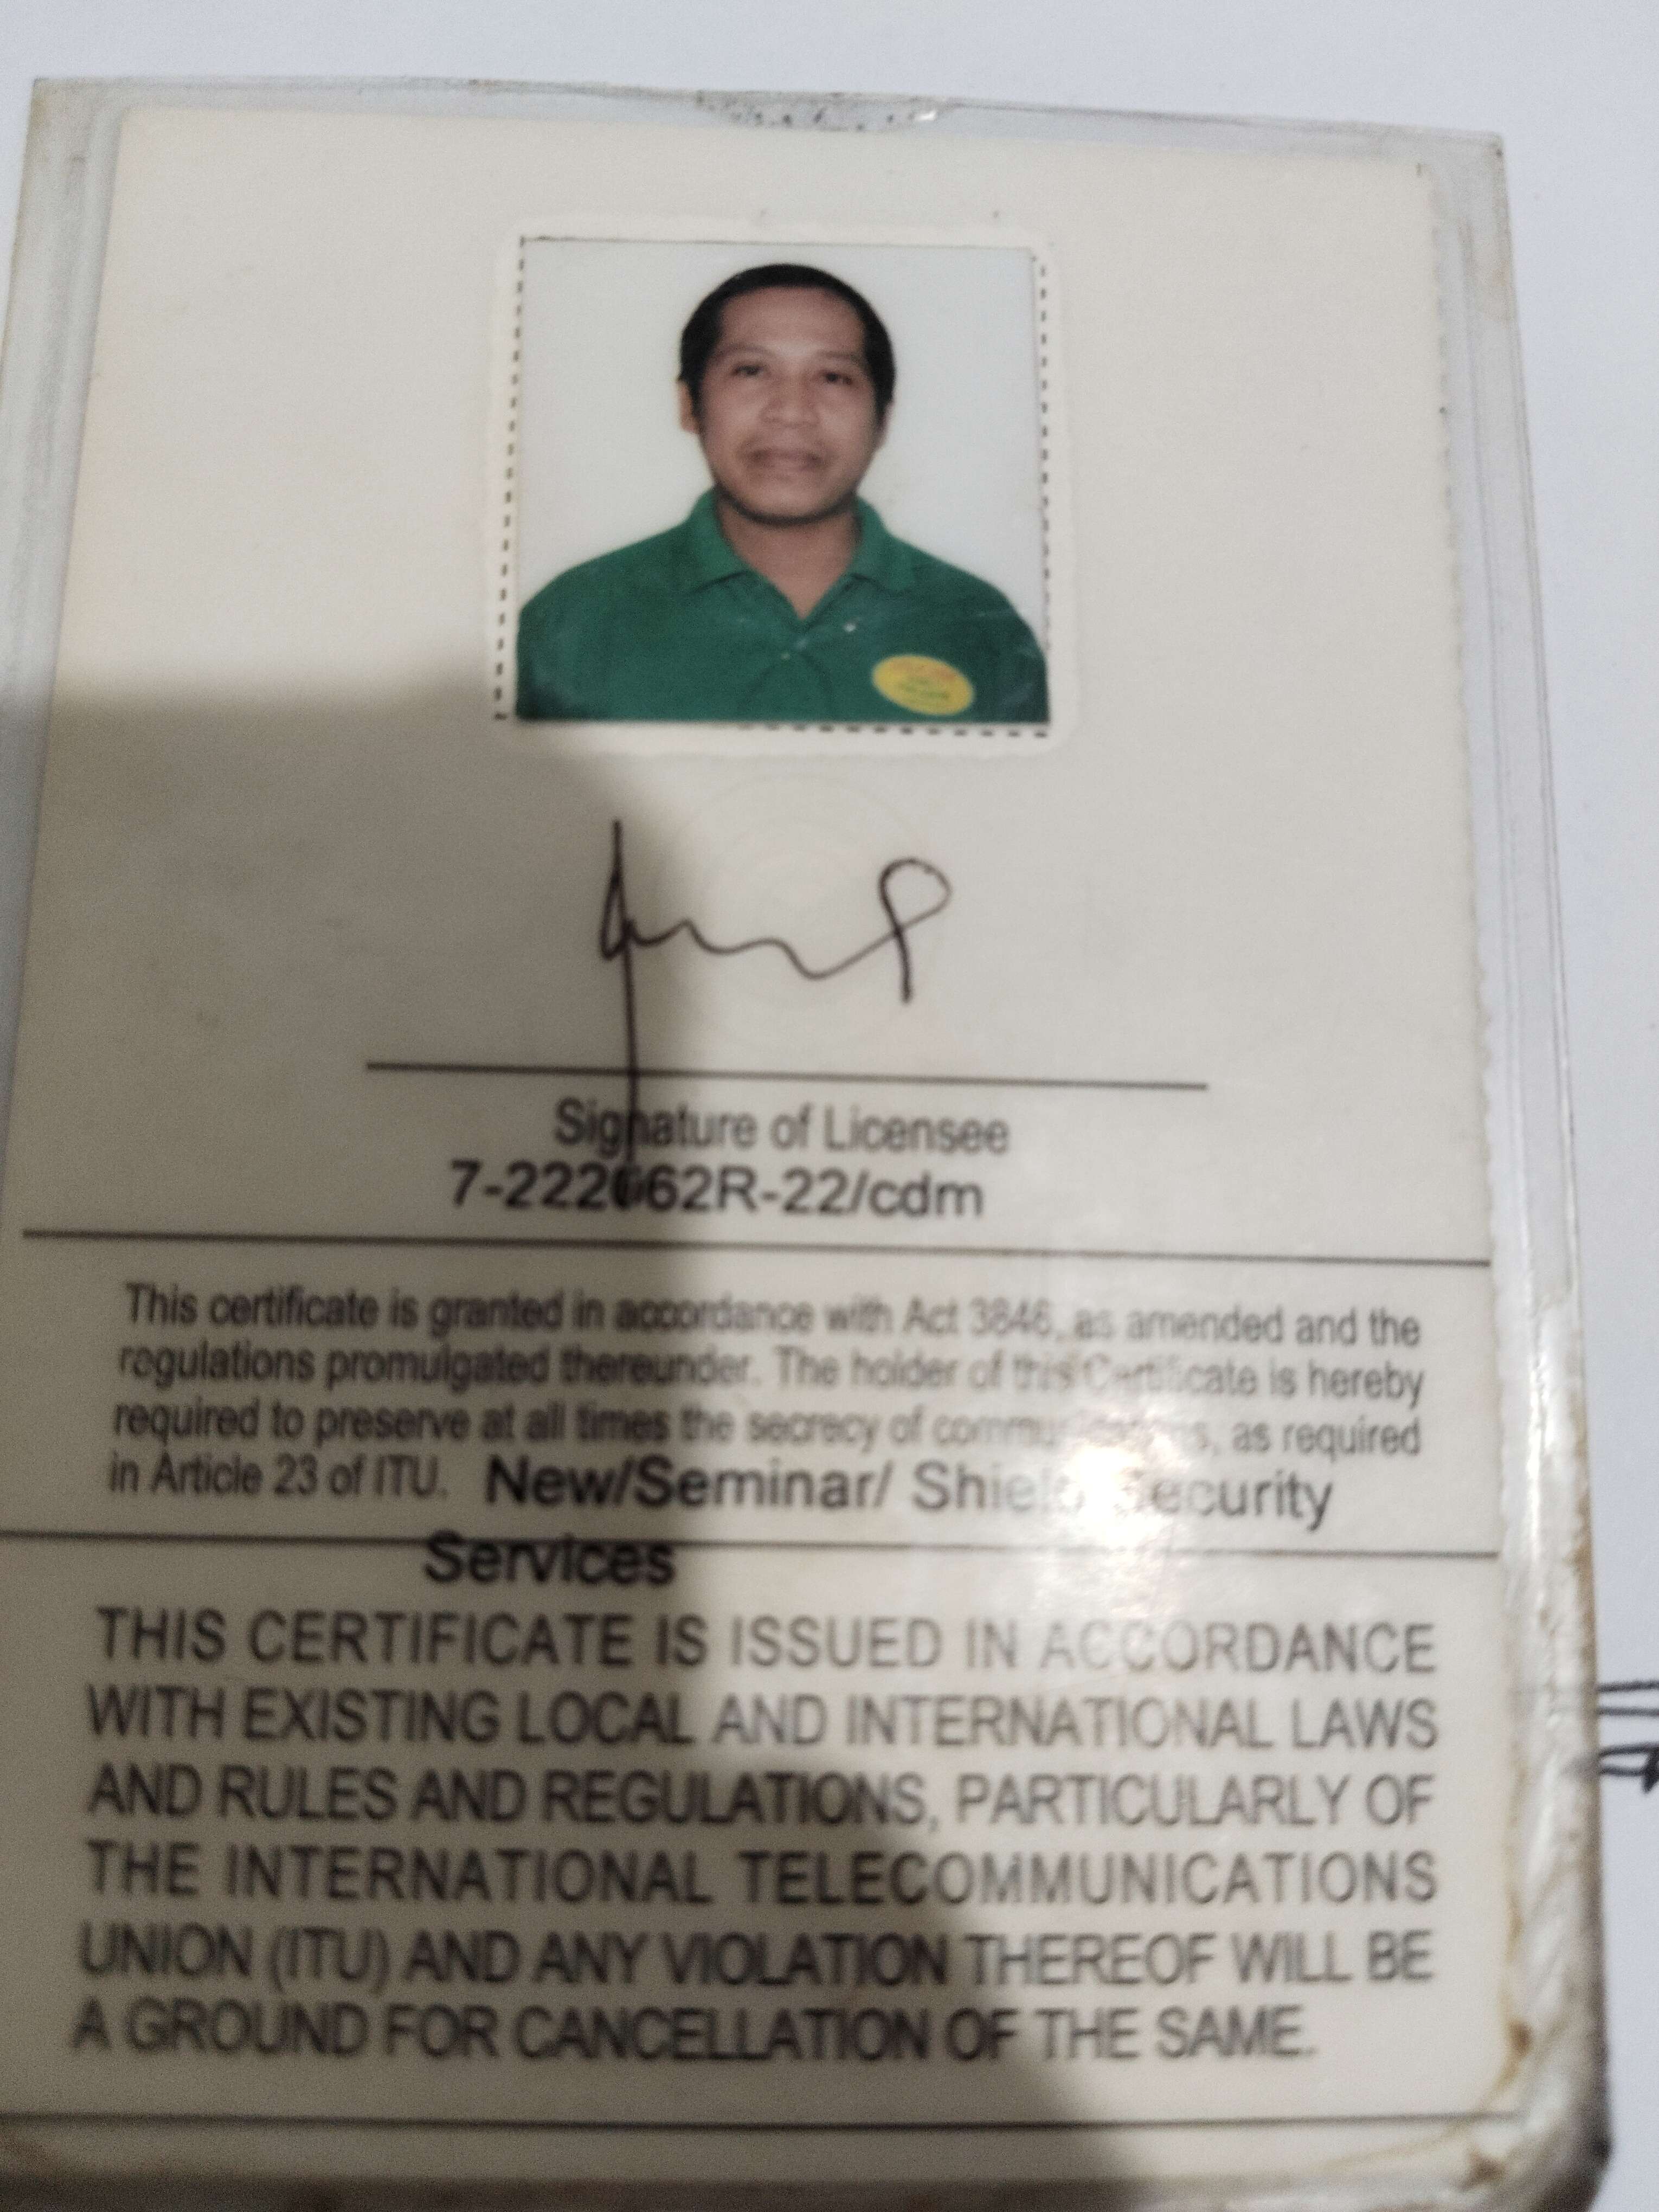 Signature of Licensee
7-222662R-22/cdm
This certificate is granted in accordance with Act 3846, as amended and the
regulations promulgated thereunder. The holder of this Certificate is hereby
required to preserve at all times the secrecy of communications, as required
in Article 23 of ITU. New/Seminar/ Shield Security
Services
THIS CERTIFICATE IS ISSUED IN ACCORDANCE
WITH EXISTING LOCAL AND INTERNATIONAL LAWS
AND RULES AND REGULATIONS, PARTICULARLY OF
THE INTERNATIONAL TELECOMMUNICATIONS
UNION (ITU) AND ANY VIOLATION THEREOF WILL BE
A GROUND FOR CANCELLATION OF THE SAME.